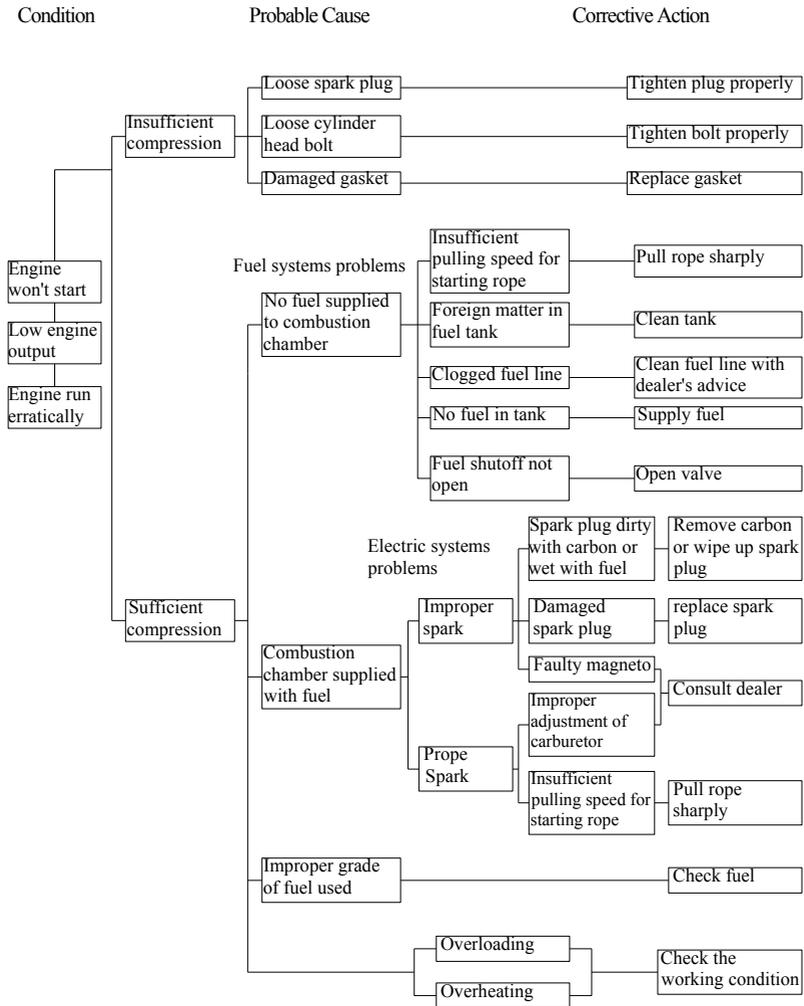 Condition
Probable Cause
Corrective Action
Loose spark plug
Tighten plug properly
Insufficient
compression
Loose cylinder
head bolt
Tighten bolt properly
Damaged gasket
Replace gasket
Engine
won't start
Low engine
output
Engine run
erratically
Fuel systems problems
No fuel supplied
to combustion
chamber
Insufficient
pulling speed for
starting rope
Pull rope sharply
Foreign matter in
fuel tank
Clean tank
Clogged fuel line
Clean fuel line with
dealer's advice
No fuel in tank
Supply fuel
Fuel shutoff not
open
Open valve
Sufficient
compression
Electric systems
problems
Combustion
chamber supplied
with fuel
Improper
spark
Spark plug dirty
with carbon or
wet with fuel
Remove carbon
or wipe up spark
plug
Damaged
spark plug
replace spark
plug
Faulty magneto
Consult dealer
Prope
Spark
Improper
adjustment of
carburetor
Insufficient
pulling speed for
starting rope
Pull rope
sharply
Improper grade
of fuel used
Check fuel
Overloading
Overheating
Check the
working condition